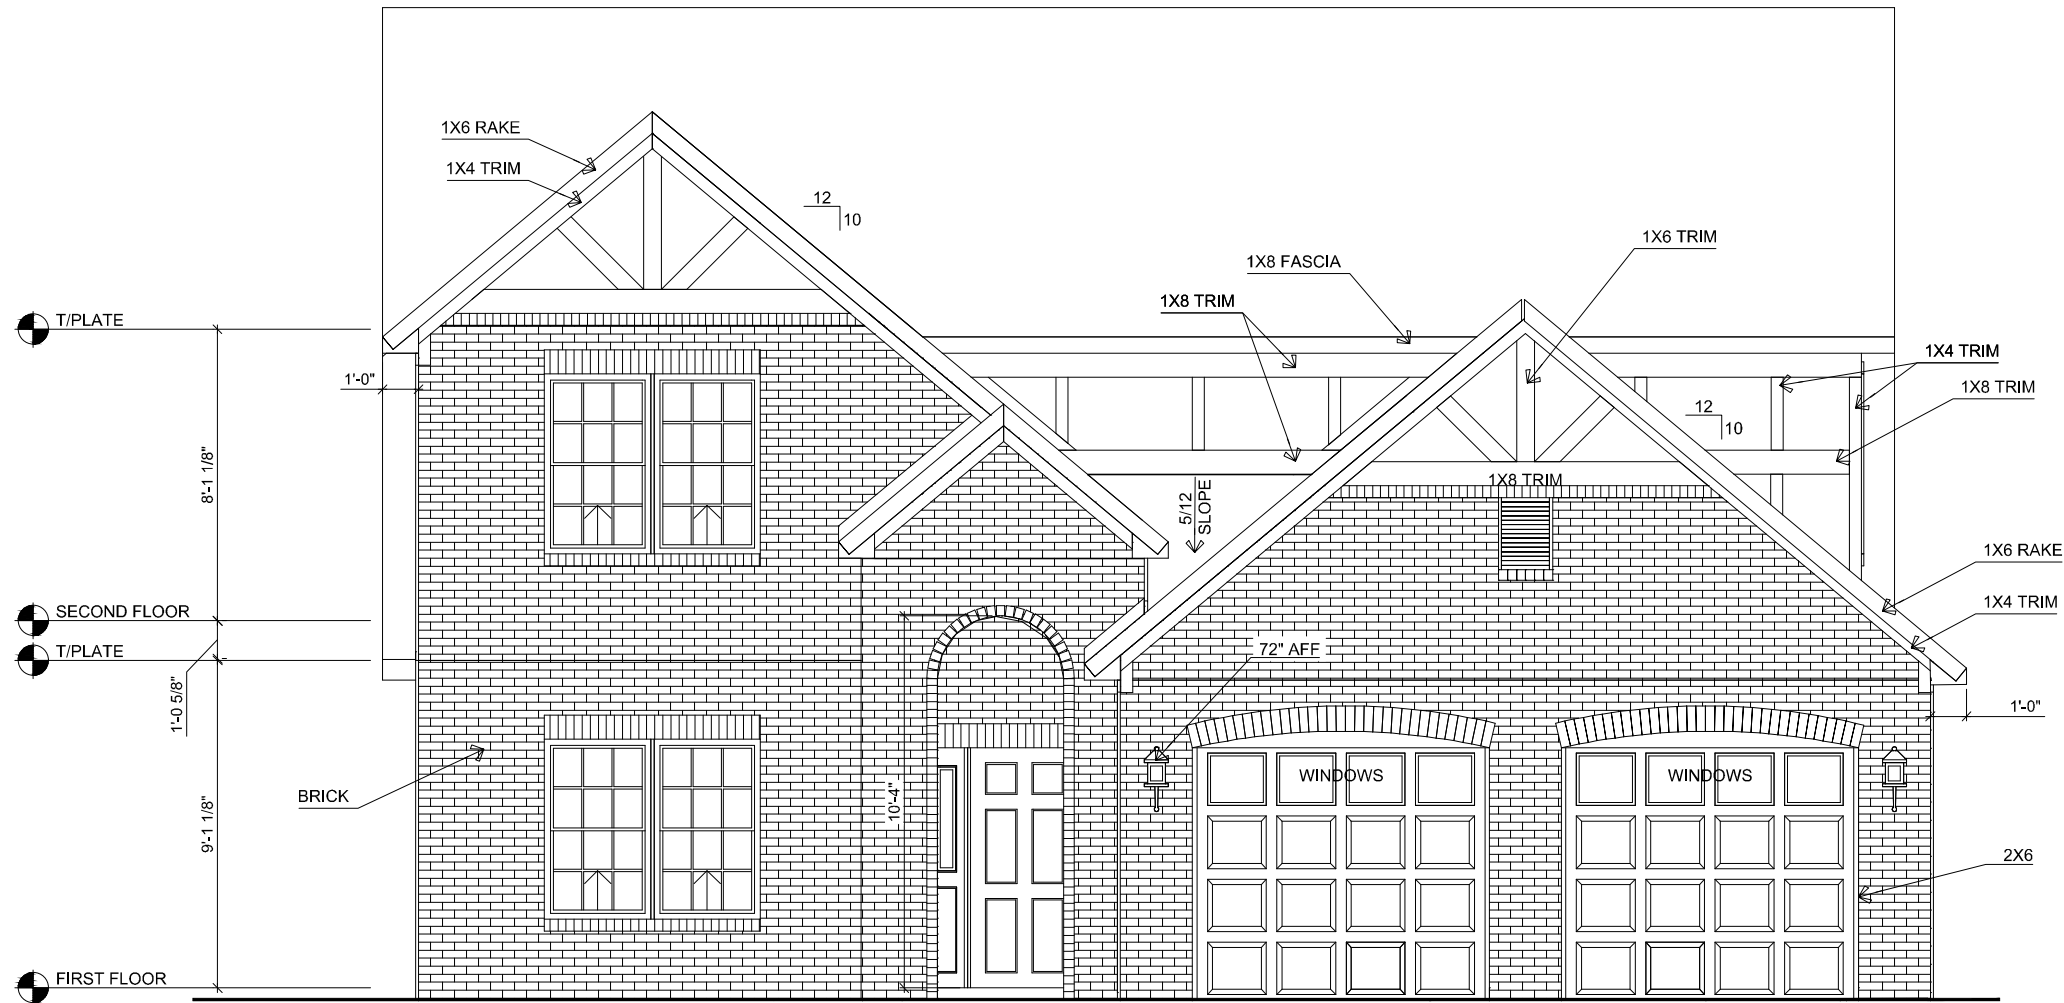 1X6 RAKE
1X4 TRIM
12
10
1X6 TRIM
1X8 FASCIA
1X8 TRIM
T/PLATE
1X4 TRIM
1'-0"
1X8 TRIM
12
10
8'-1 1/8"
1X8 TRIM
5/12
SLOPE
1X6 RAKE
SECOND FLOOR
1X4 TRIM
T/PLATE
72" AFF
1'-0 5/8"
1'-0"
WINDOWS
WINDOWS
BRICK
10'-4"
9'-1 1/8"
2X6
FIRST FLOOR